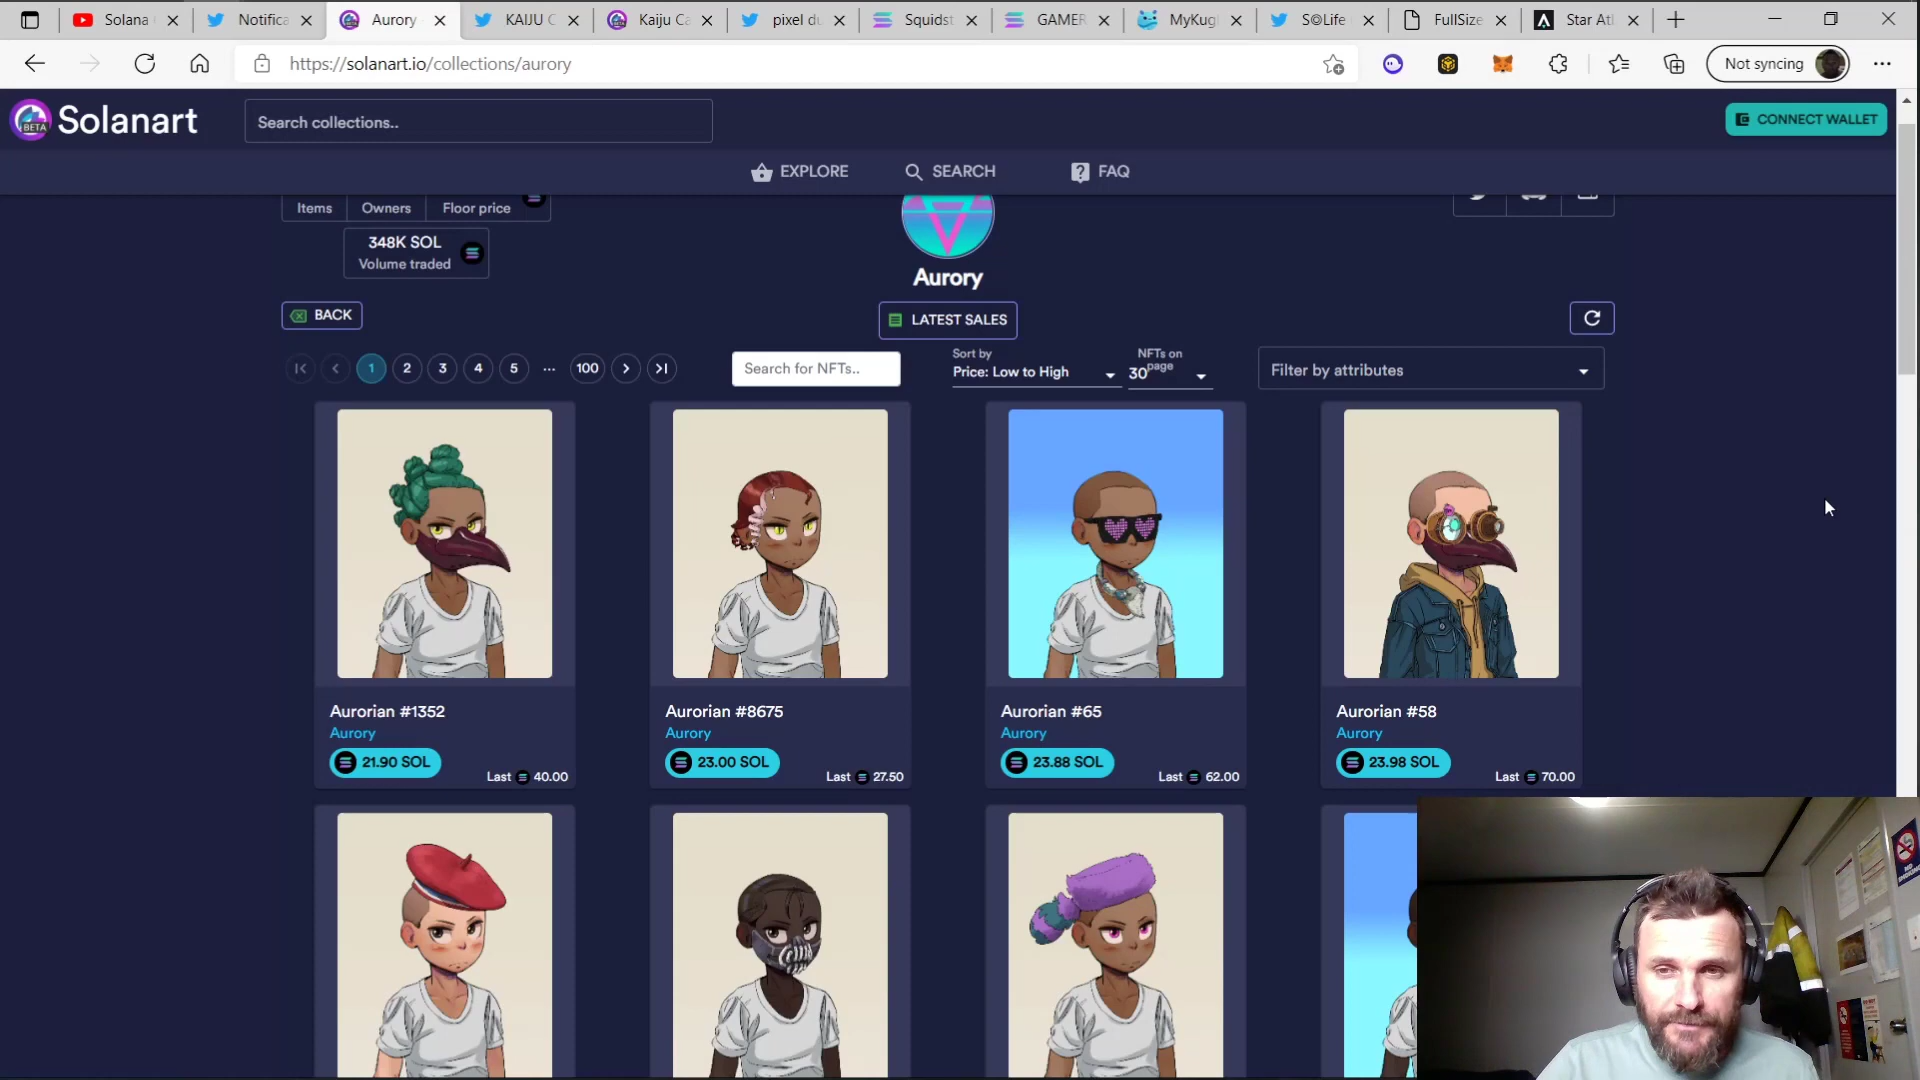 Solana
Notifica
Aurory
KAIJU C
Kaiju Ca
pixel du
Squidst
GAMER
MyKugl
S@Life
FullSize
Star Atl
https://solanart.io/collections/aurory
Not syncing
BETA
Solanart
Search collections..
CONNECT WALLET
EXPLORE
SEARCH
FAQ
Items
Owners
Floor price
348K SOL
Volume traded
Aurory
BACK
LATEST SALES
1 2 3 4 5 ... 100
Search for NFTs..
Sort by
Price: Low to High
NFTs on
page
30
Filter by attributes
Aurorian #1352
Aurory
21.90 SOL
Last 40.00
Aurorian #8675
Aurory
23.00 SOL
Last 27.50
Aurorian #65
Aurory
23.88 SOL
Last 62.00
Aurorian #58
Aurory
23.98 SOL
Last 70.00